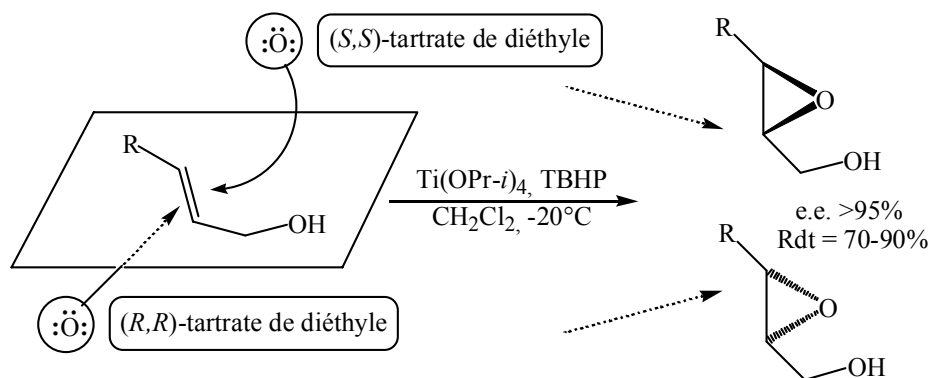 :Ö: (S,S)-tartrate de diéthyle
R
O
OH
R
OH
Ti(OPr-i)4, TBHP
CH2Cl2, -20°C
e.e. >95%
Rdt = 70-90%
:Ö: (R,R)-tartrate de diéthyle
R
O
OH